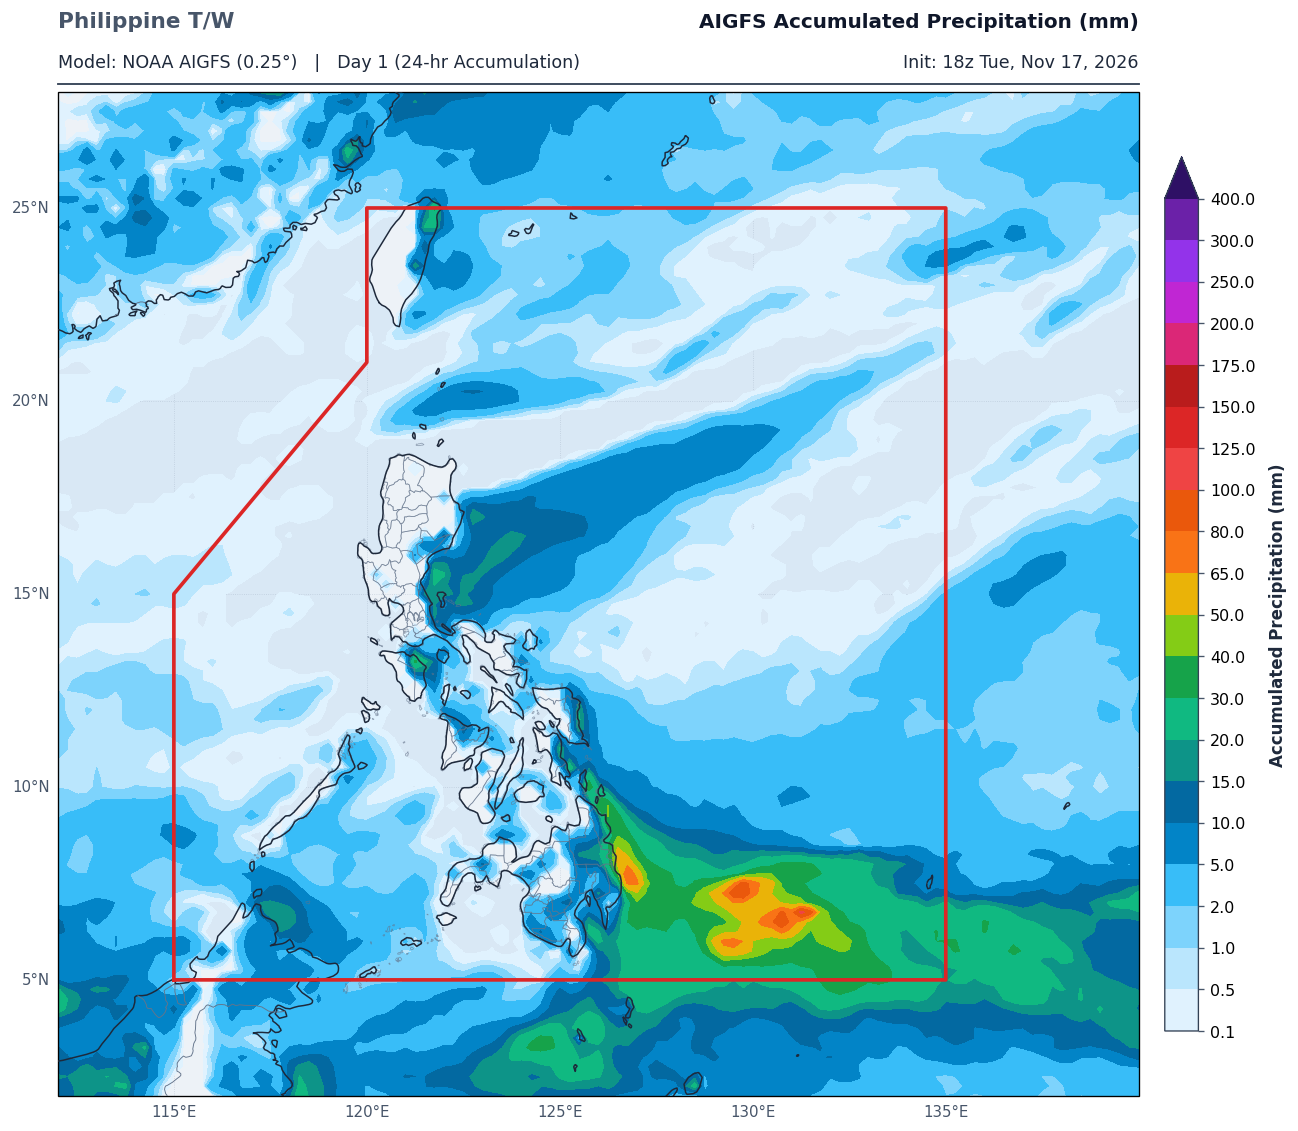 Philippine T/W
AIGFS Accumulated Precipitation (mm)
Model: NOAA AIGFS (0.25°)   |   Day 1 (24-hr Accumulation)
Init: 18z Tue, Nov 17, 2026
25°N
20°N
15°N
10°N
5°N
115°E
120°E
125°E
130°E
135°E
400.0
300.0
250.0
200.0
175.0
150.0
125.0
100.0
80.0
65.0
50.0
40.0
30.0
20.0
15.0
10.0
5.0
2.0
1.0
0.5
0.1
Accumulated Precipitation (mm)